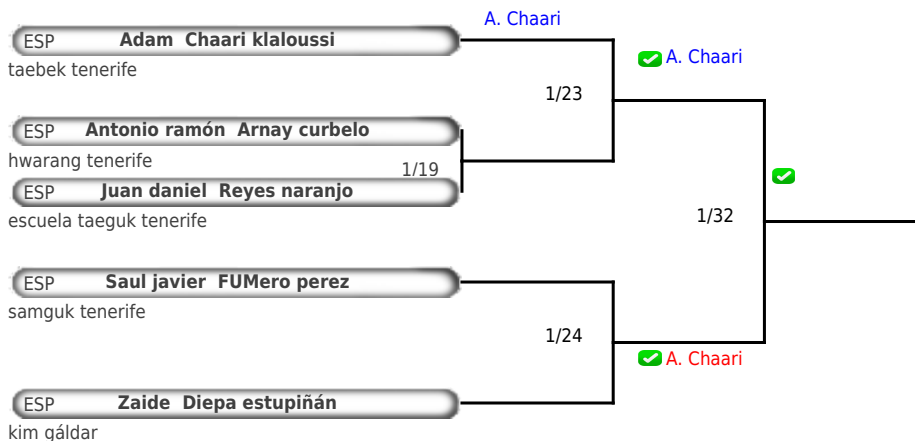 A. Chaari
ESP Adam Chaari klaloussi
taebek tenerife
A. Chaari
1/23
ESP Antonio ramón Arnay curbelo
hwarang tenerife
1/19
ESP Juan daniel Reyes naranjo
escuela taeguk tenerife
1/32
ESP Saul javier FUMero perez
samguk tenerife
1/24
A. Chaari
ESP Zaide Diepa estupiñán
kim gáldar